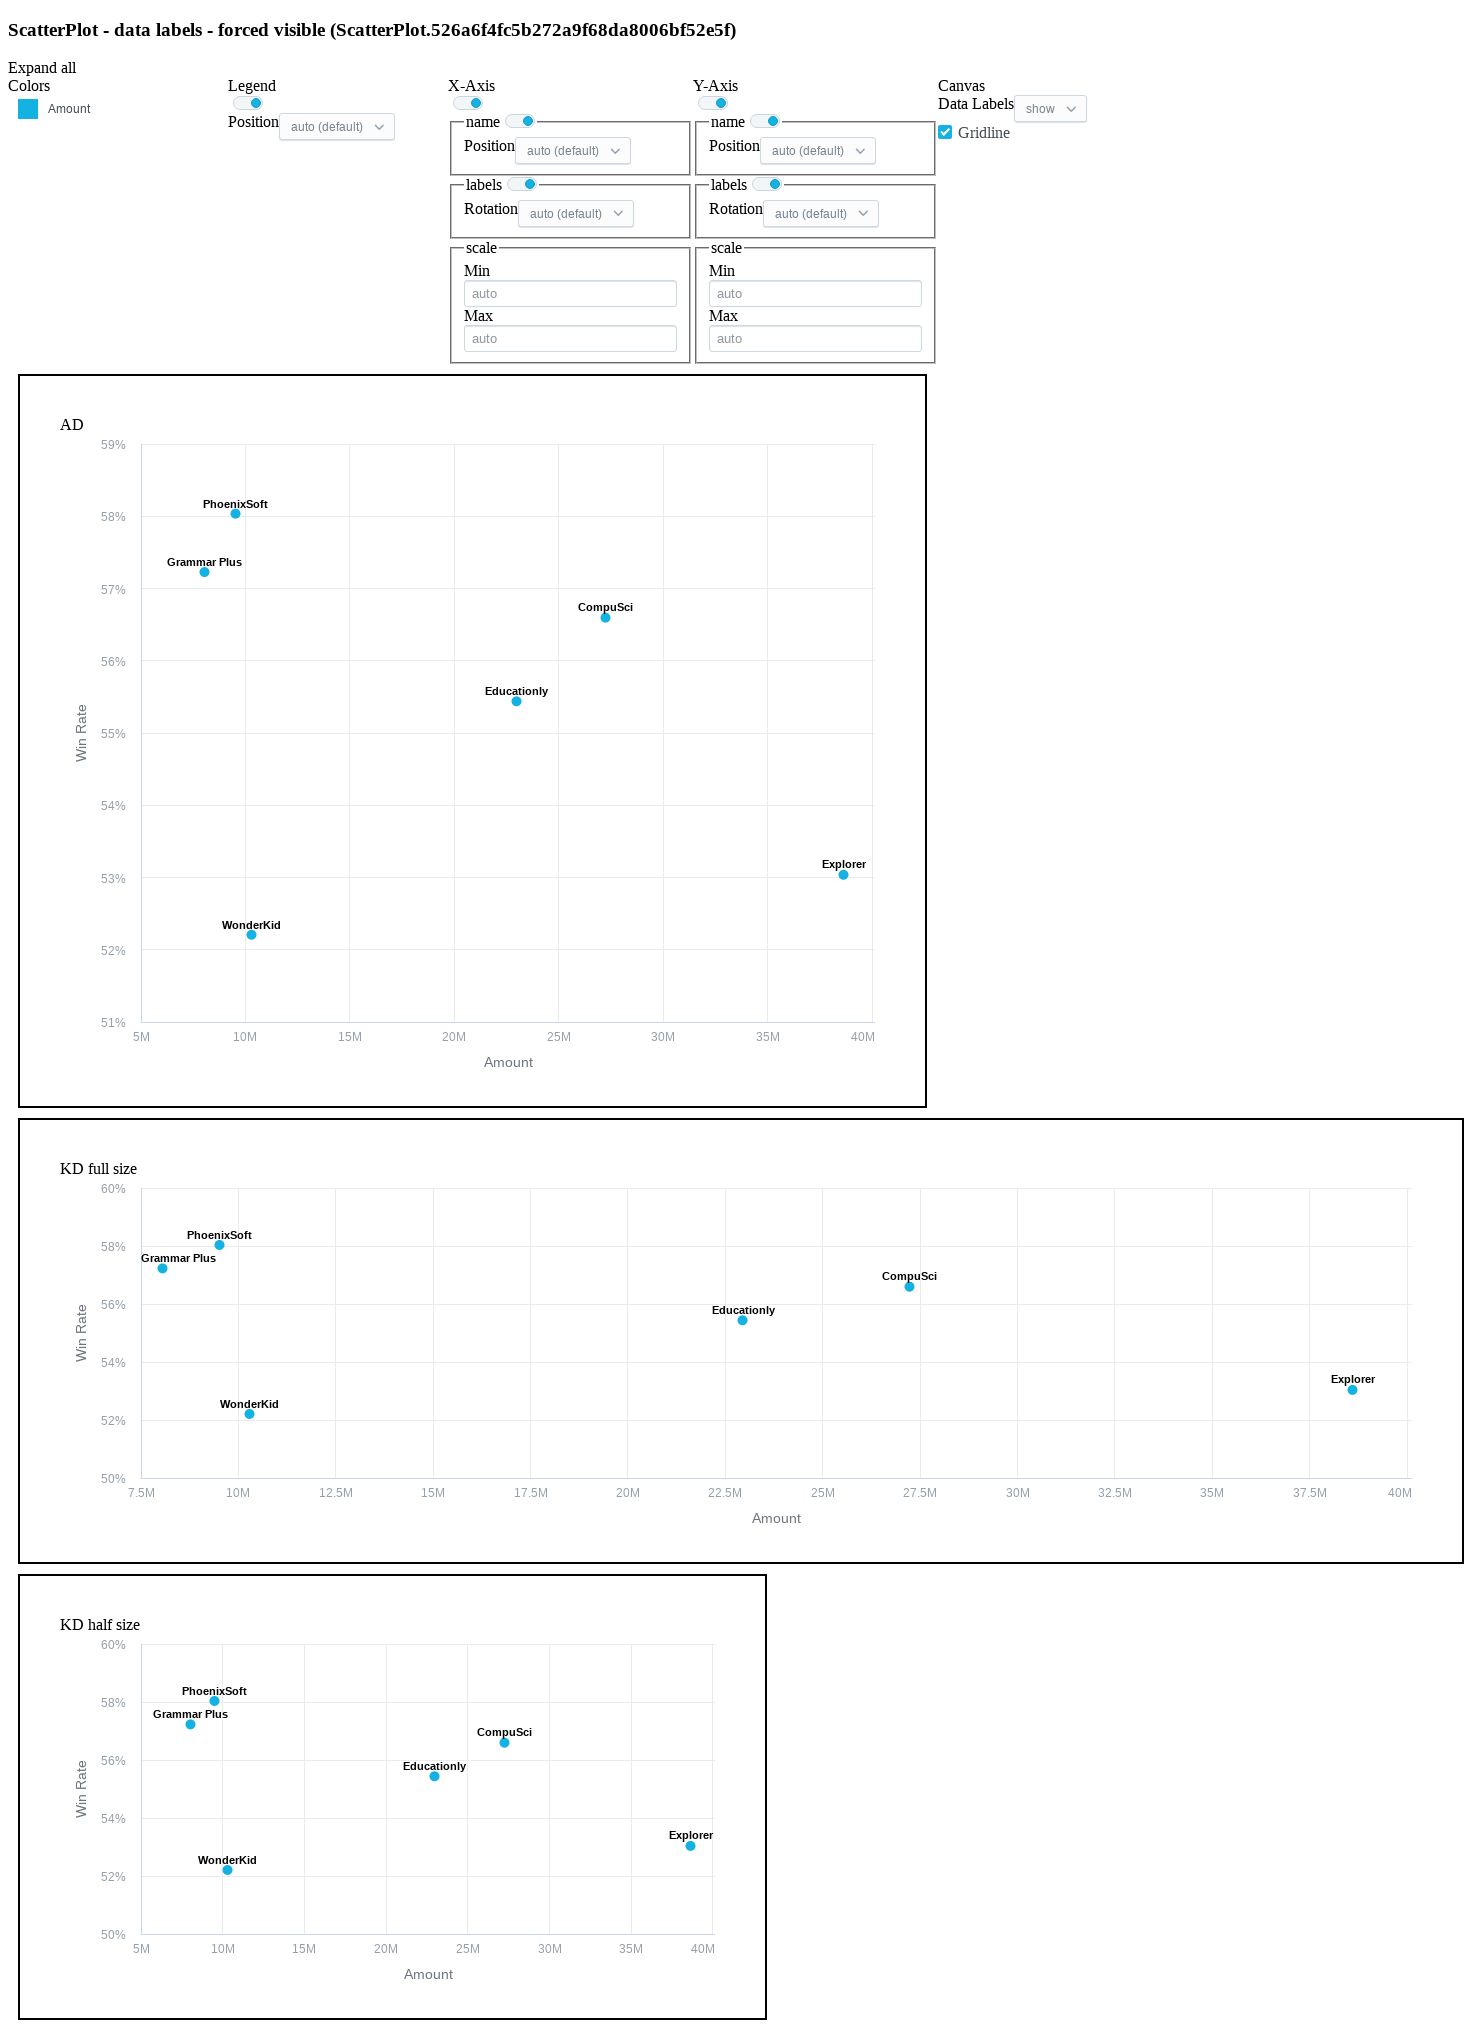 ScatterPlot - data labels - forced visible (ScatterPlot.526a6f4fc5b272a9f68da8006bf52e5f)
Expand all
Colors
Amount
Legend
Position auto (default)
X-Axis
name
Position auto (default)
labels
Rotation auto (default)
scale
Min
auto
Max
auto
Y-Axis
name
Position auto (default)
labels
Rotation auto (default)
scale
Min
auto
Max
auto
Canvas
Data Labels show
Gridline
AD
59%
PhoenixSoft
58%
Grammar Plus
57%
CompuSci
56%
Educationly
Win Rate
55%
54%
Explorer
53%
WonderKid
52%
51%
5M 10M 15M 20M 25M 30M 35M 40M
Amount
KD full size
60%
PhoenixSoft
58%
Grammar Plus
CompuSci
56%
Educationly
Win Rate
54%
Explorer
WonderKid
52%
50%
7.5M 10M 12.5M 15M 17.5M 20M 22.5M 25M 27.5M 30M 32.5M 35M 37.5M 40M
Amount
KD half size
60%
PhoenixSoft
58%
Grammar Plus
CompuSci
56%
Educationly
Win Rate
54%
Explorer
WonderKid
52%
50%
5M 10M 15M 20M 25M 30M 35M 40M
Amount